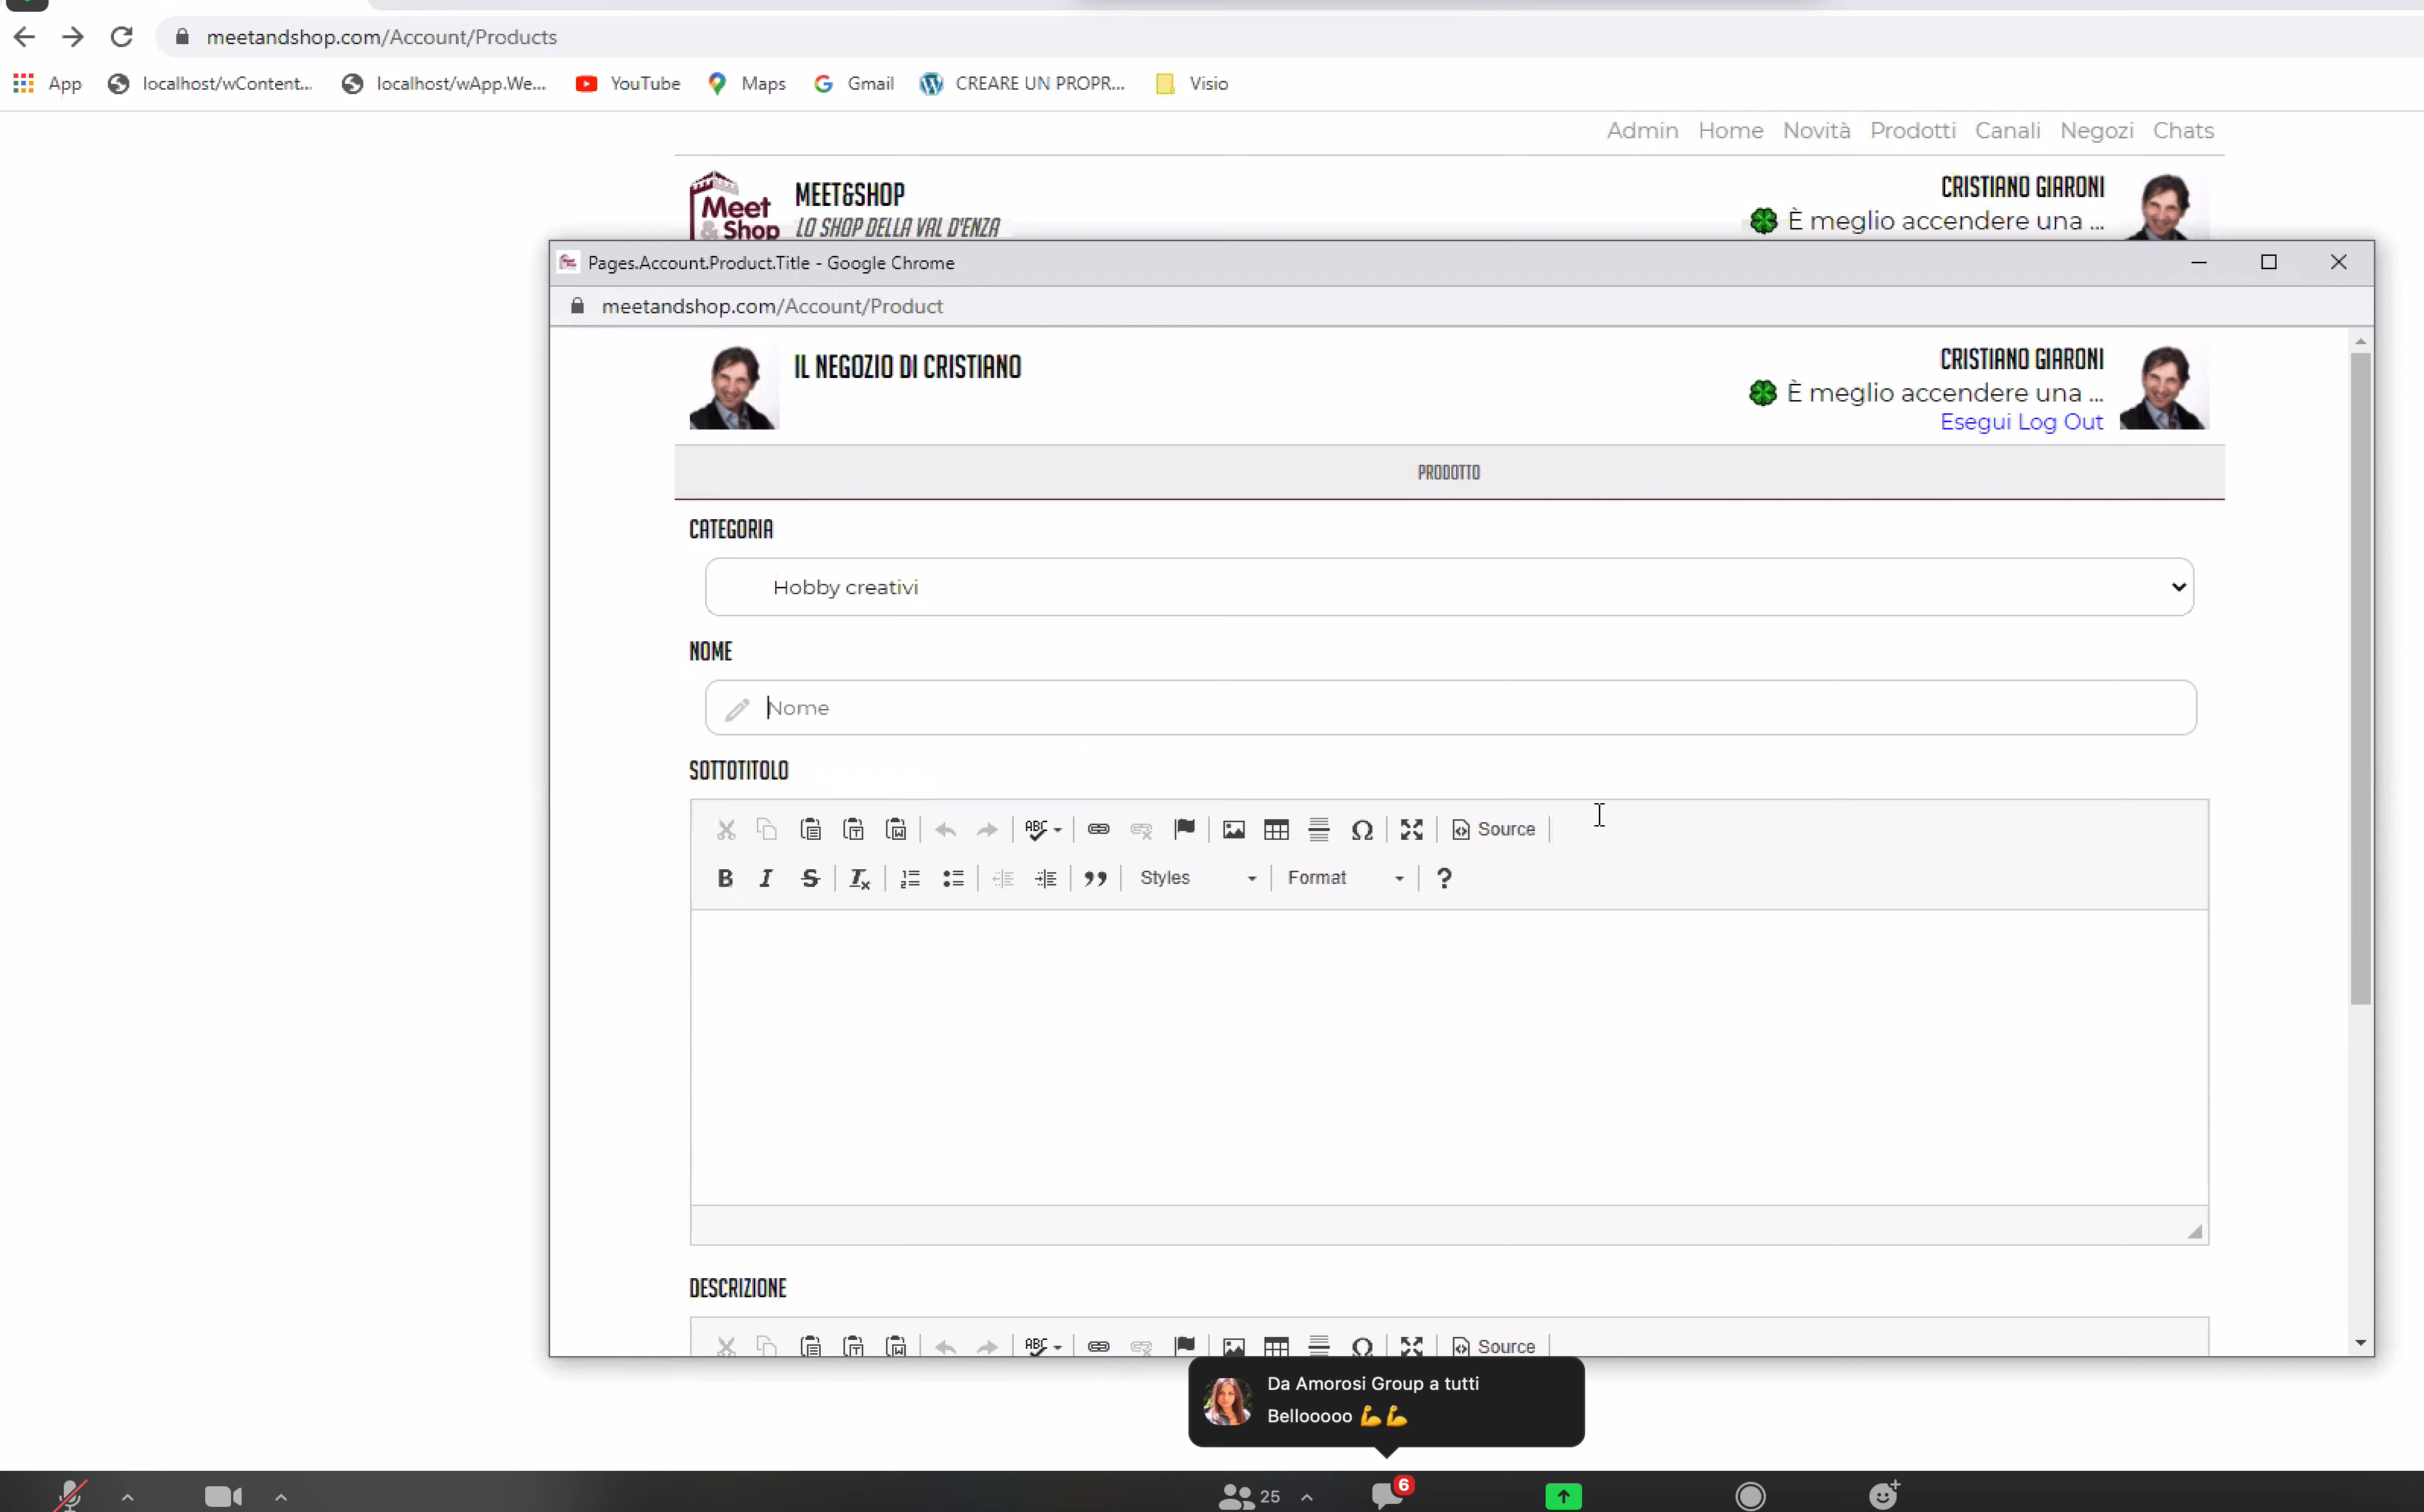 meetandshop.com/Account/Products
App localhost/wContent... localhost/wApp.We... YouTube Maps Gmail CREARE UN PROPR... Visio
Admin Home Novità Prodotti Canali Negozi Chats
Meet & Shop
MEET&SHOP
LO SHOP DELLA VAL D'ENZA
CRISTIANO GIARONI
È meglio accendere una ...
Pages.Account.Product.Title - Google Chrome
meetandshop.com/Account/Product
IL NEGOZIO DI CRISTIANO
CRISTIANO GIARONI
È meglio accendere una ...
Esegui Log Out
PRODOTTO
CATEGORIA
Hobby creativi
NOME
Nome
SOTTOTITOLO
ABC Source
Styles Format
DESCRIZIONE
ABC Source
Da Amorosi Group a tutti
Bellooooo 💪💪
25 6